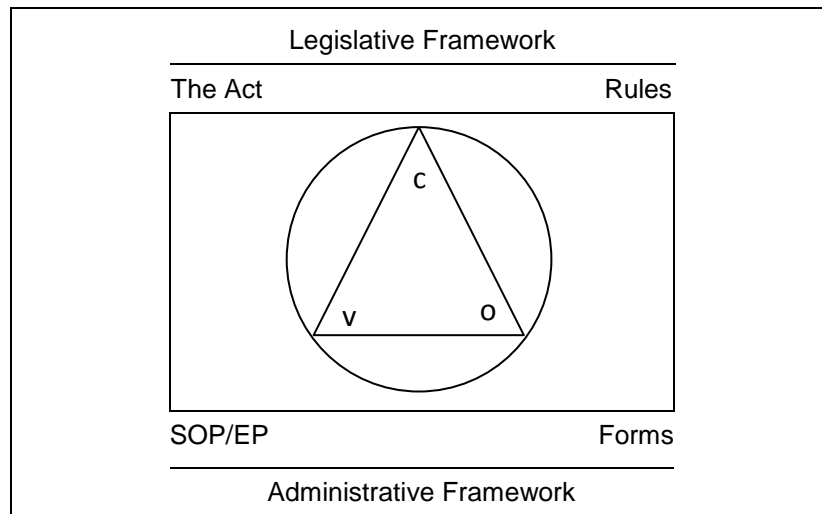 Legislative Framework
The Act Rules
c
v o
SOP/EP Forms
Administrative Framework